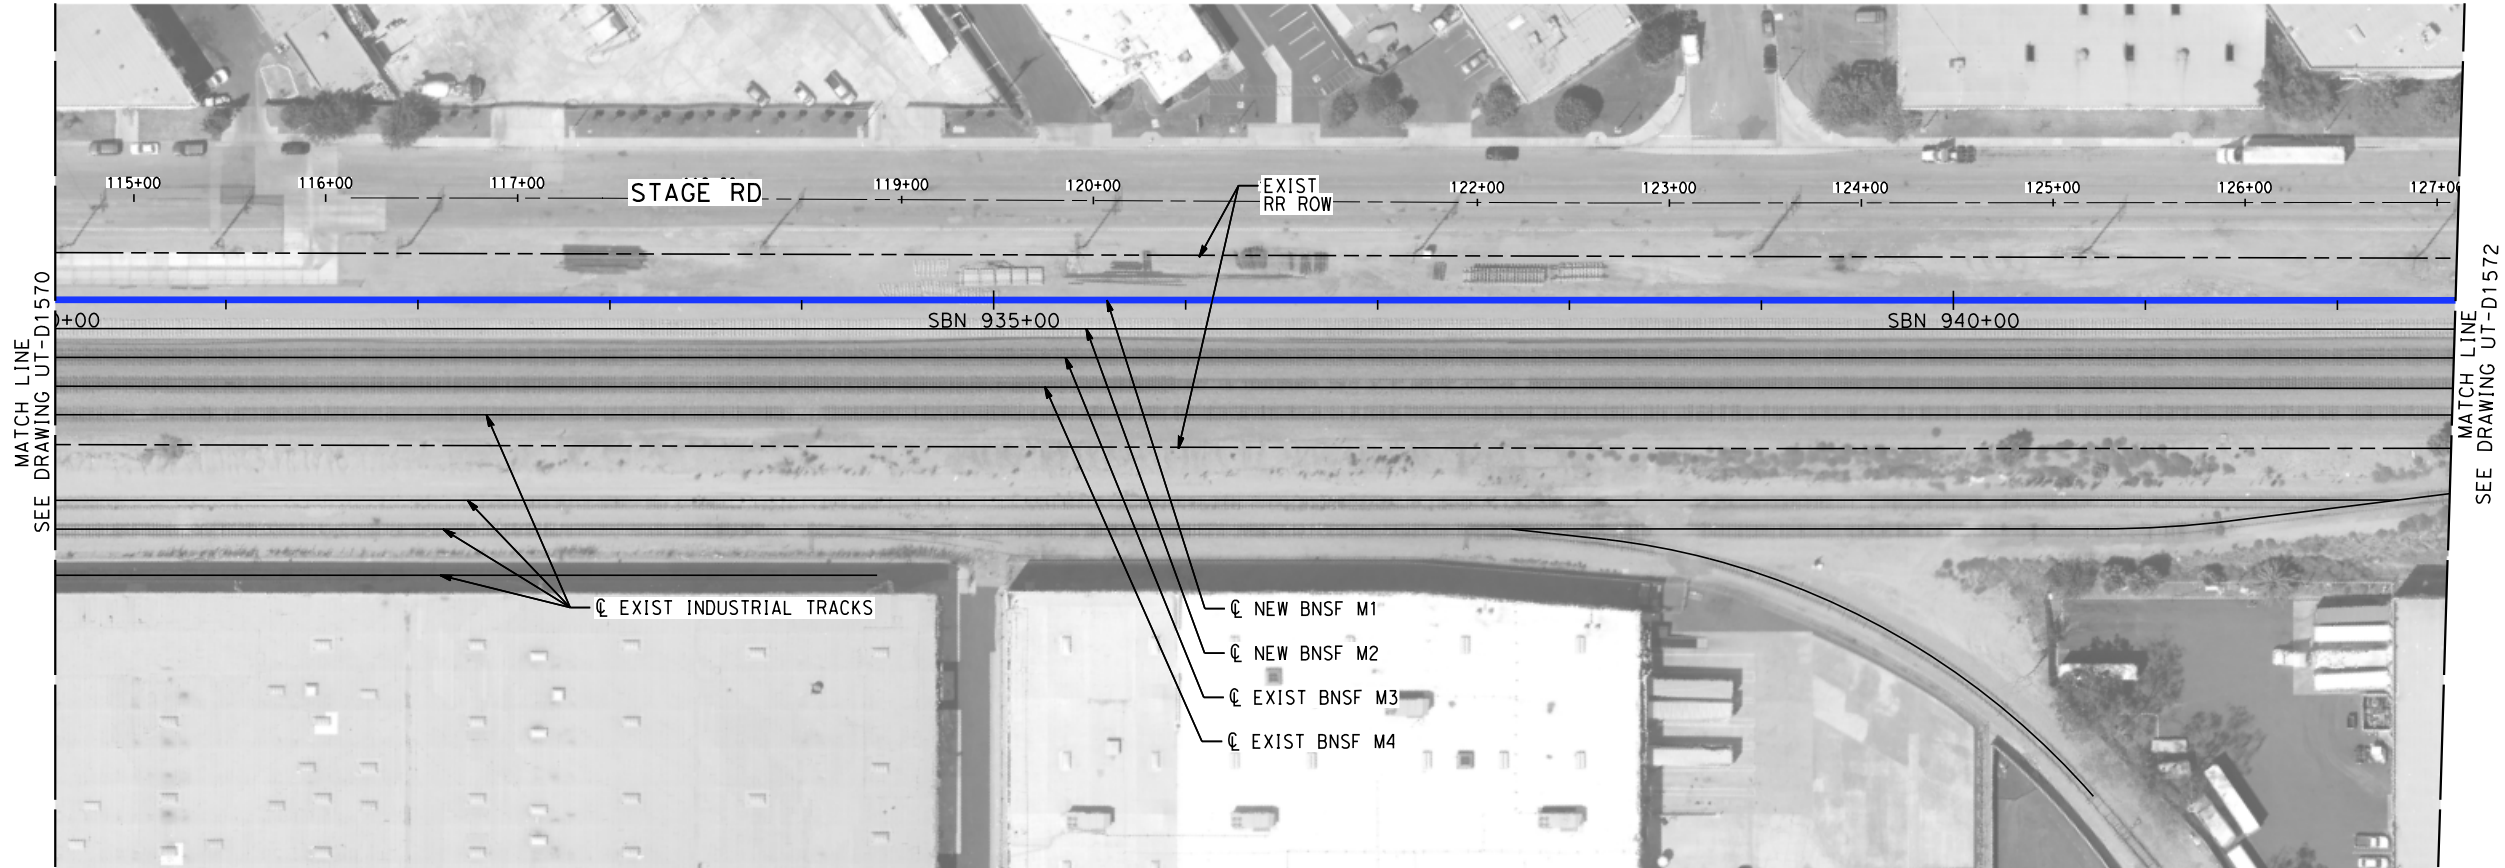 115+00
116+00
117+00
STAGE RD
119+00
120+00
EXIST
RR ROW
122+00
123+00
124+00
125+00
126+00
MATCH LINE
SEE DRAWING UT-D1570
SBN 935+00
SBN 940+00
MATCH LINE
SEE DRAWING UT-D1572
℄ EXIST INDUSTRIAL TRACKS
℄ NEW BNSF M1
℄ NEW BNSF M2
℄ EXIST BNSF M3
℄ EXIST BNSF M4